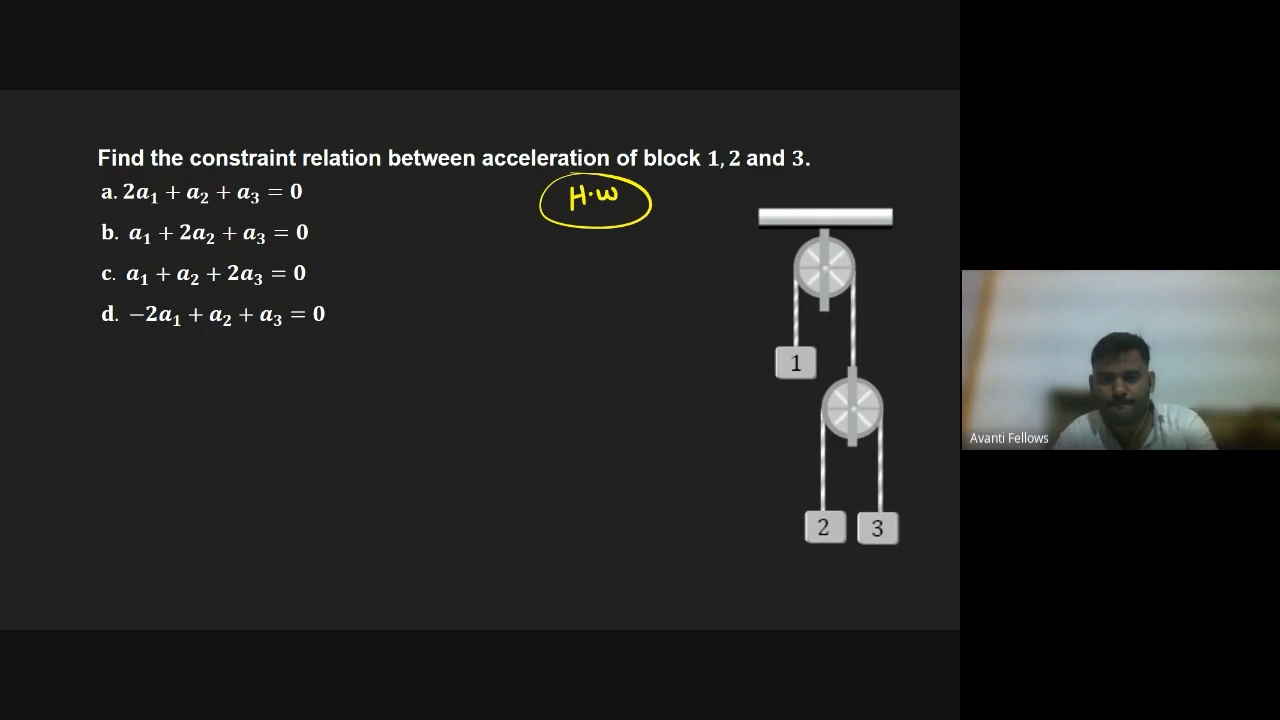 Find the constraint relation between acceleration of block 1, 2 and 3.
H.W
a. 2a₁ + a₂ + a₃ = 0
b. a₁ + 2a₂ + a₃ = 0
c. a₁ + a₂ + 2a₃ = 0
d. −2a₁ + a₂ + a₃ = 0
1
2
3
Avanti Fellows